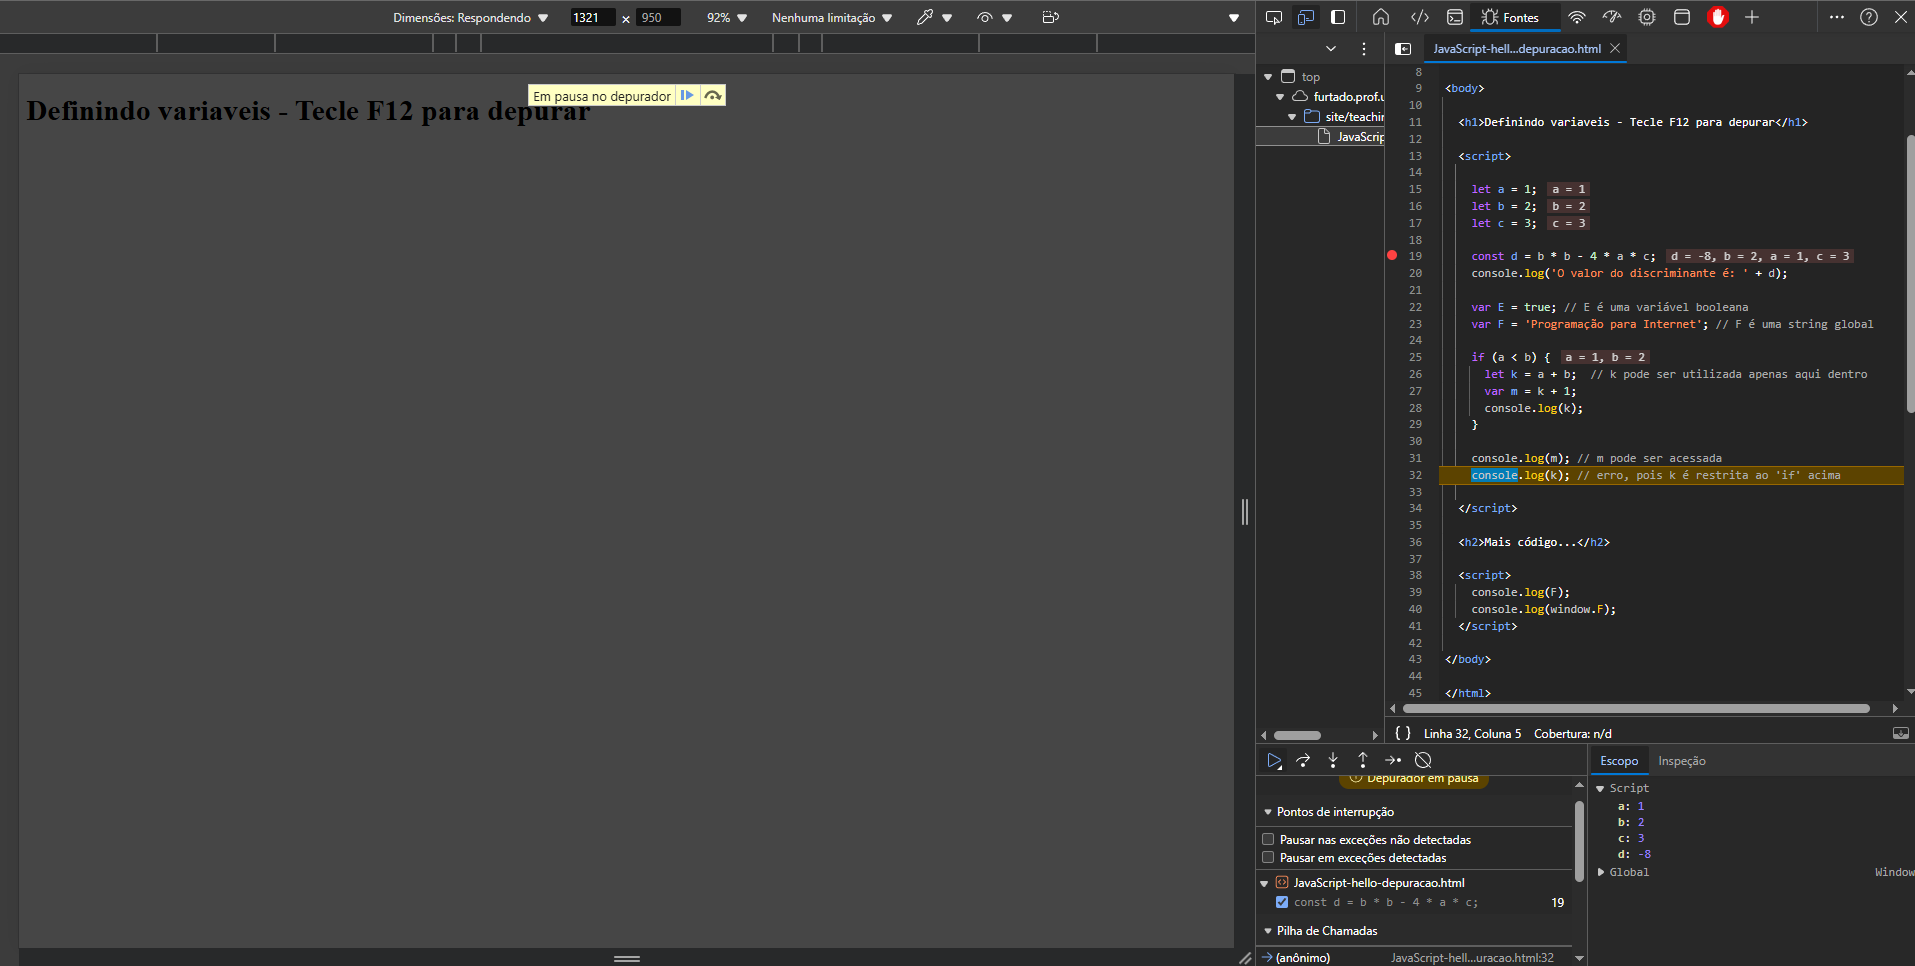 Dimensões: Respondendo
1321 × 950
92%
Nenhuma limitação
Definindo variaveis - Tecle F12 para depurar
Em pausa no depurador
Fontes
JavaScript-hell...depuracao.html
top
furtado.prof.u
site/teachin
JavaScrip
8
9 <body>
10
11 <h1>Definindo variaveis - Tecle F12 para depurar</h1>
12
13 <script>
14
15 let a = 1; a = 1
16 let b = 2; b = 2
17 let c = 3; c = 3
18
19 const d = b * b - 4 * a * c; d = -8, b = 2, a = 1, c = 3
20 console.log('O valor do discriminante é: ' + d);
21
22 var E = true; // E é uma variável booleana
23 var F = 'Programação para Internet'; // F é uma string global
24
25 if (a < b) { a = 1, b = 2
26 let k = a + b; // k pode ser utilizada apenas aqui dentro
27 var m = k + 1;
28 console.log(k);
29 }
30
31 console.log(m); // m pode ser acessada
32 console.log(k); // erro, pois k é restrita ao 'if' acima
33
34 </script>
35
36 <h2>Mais código...</h2>
37
38 <script>
39 console.log(F);
40 console.log(window.F);
41 </script>
42
43 </body>
44
45 </html>
{ } Linha 32, Coluna 5 Cobertura: n/d
Depurador em pausa
Pontos de interrupção
Pausar nas exceções não detectadas
Pausar em exceções detectadas
JavaScript-hello-depuracao.html
const d = b * b - 4 * a * c; 19
Pilha de Chamadas
(anônimo) JavaScript-hell...uracao.html:32
Escopo Inspeção
Script
a: 1
b: 2
c: 3
d: -8
Global Window